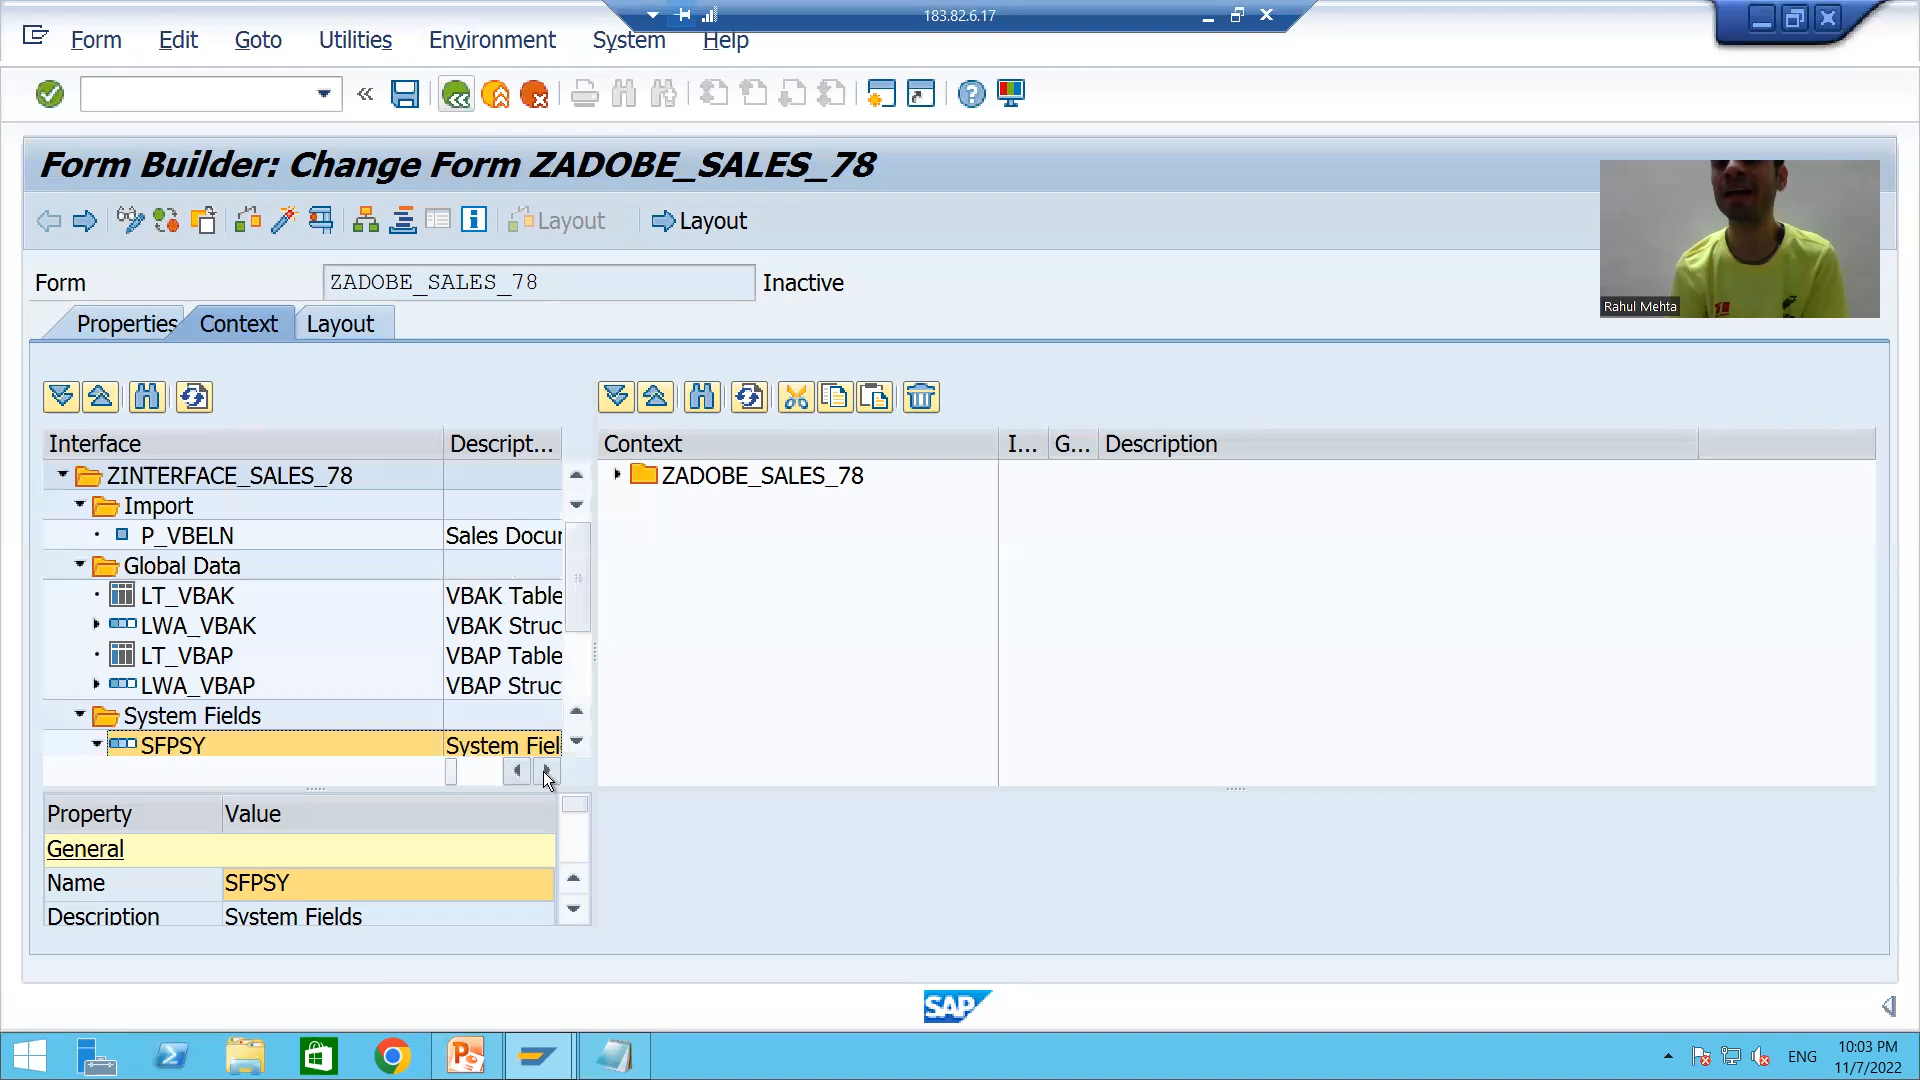 183.82.6.17
Form Edit Goto Utilities Environment System Help
Form Builder: Change Form ZADOBE_SALES_78
Layout Layout
Form ZADOBE_SALES_78 Inactive
Rahul Mehta
Properties Context Layout
Interface Descript... Context I... G... Description
ZINTERFACE_SALES_78 ZADOBE_SALES_78
Import
P_VBELN Sales Docur
Global Data
LT_VBAK VBAK Table
LWA_VBAK VBAK Struc
LT_VBAP VBAP Table
LWA_VBAP VBAP Struc
System Fields
SFPSY System Fiel
Property Value
General
Name SFPSY
Description System Fields
SAP
ENG 10:03 PM
11/7/2022